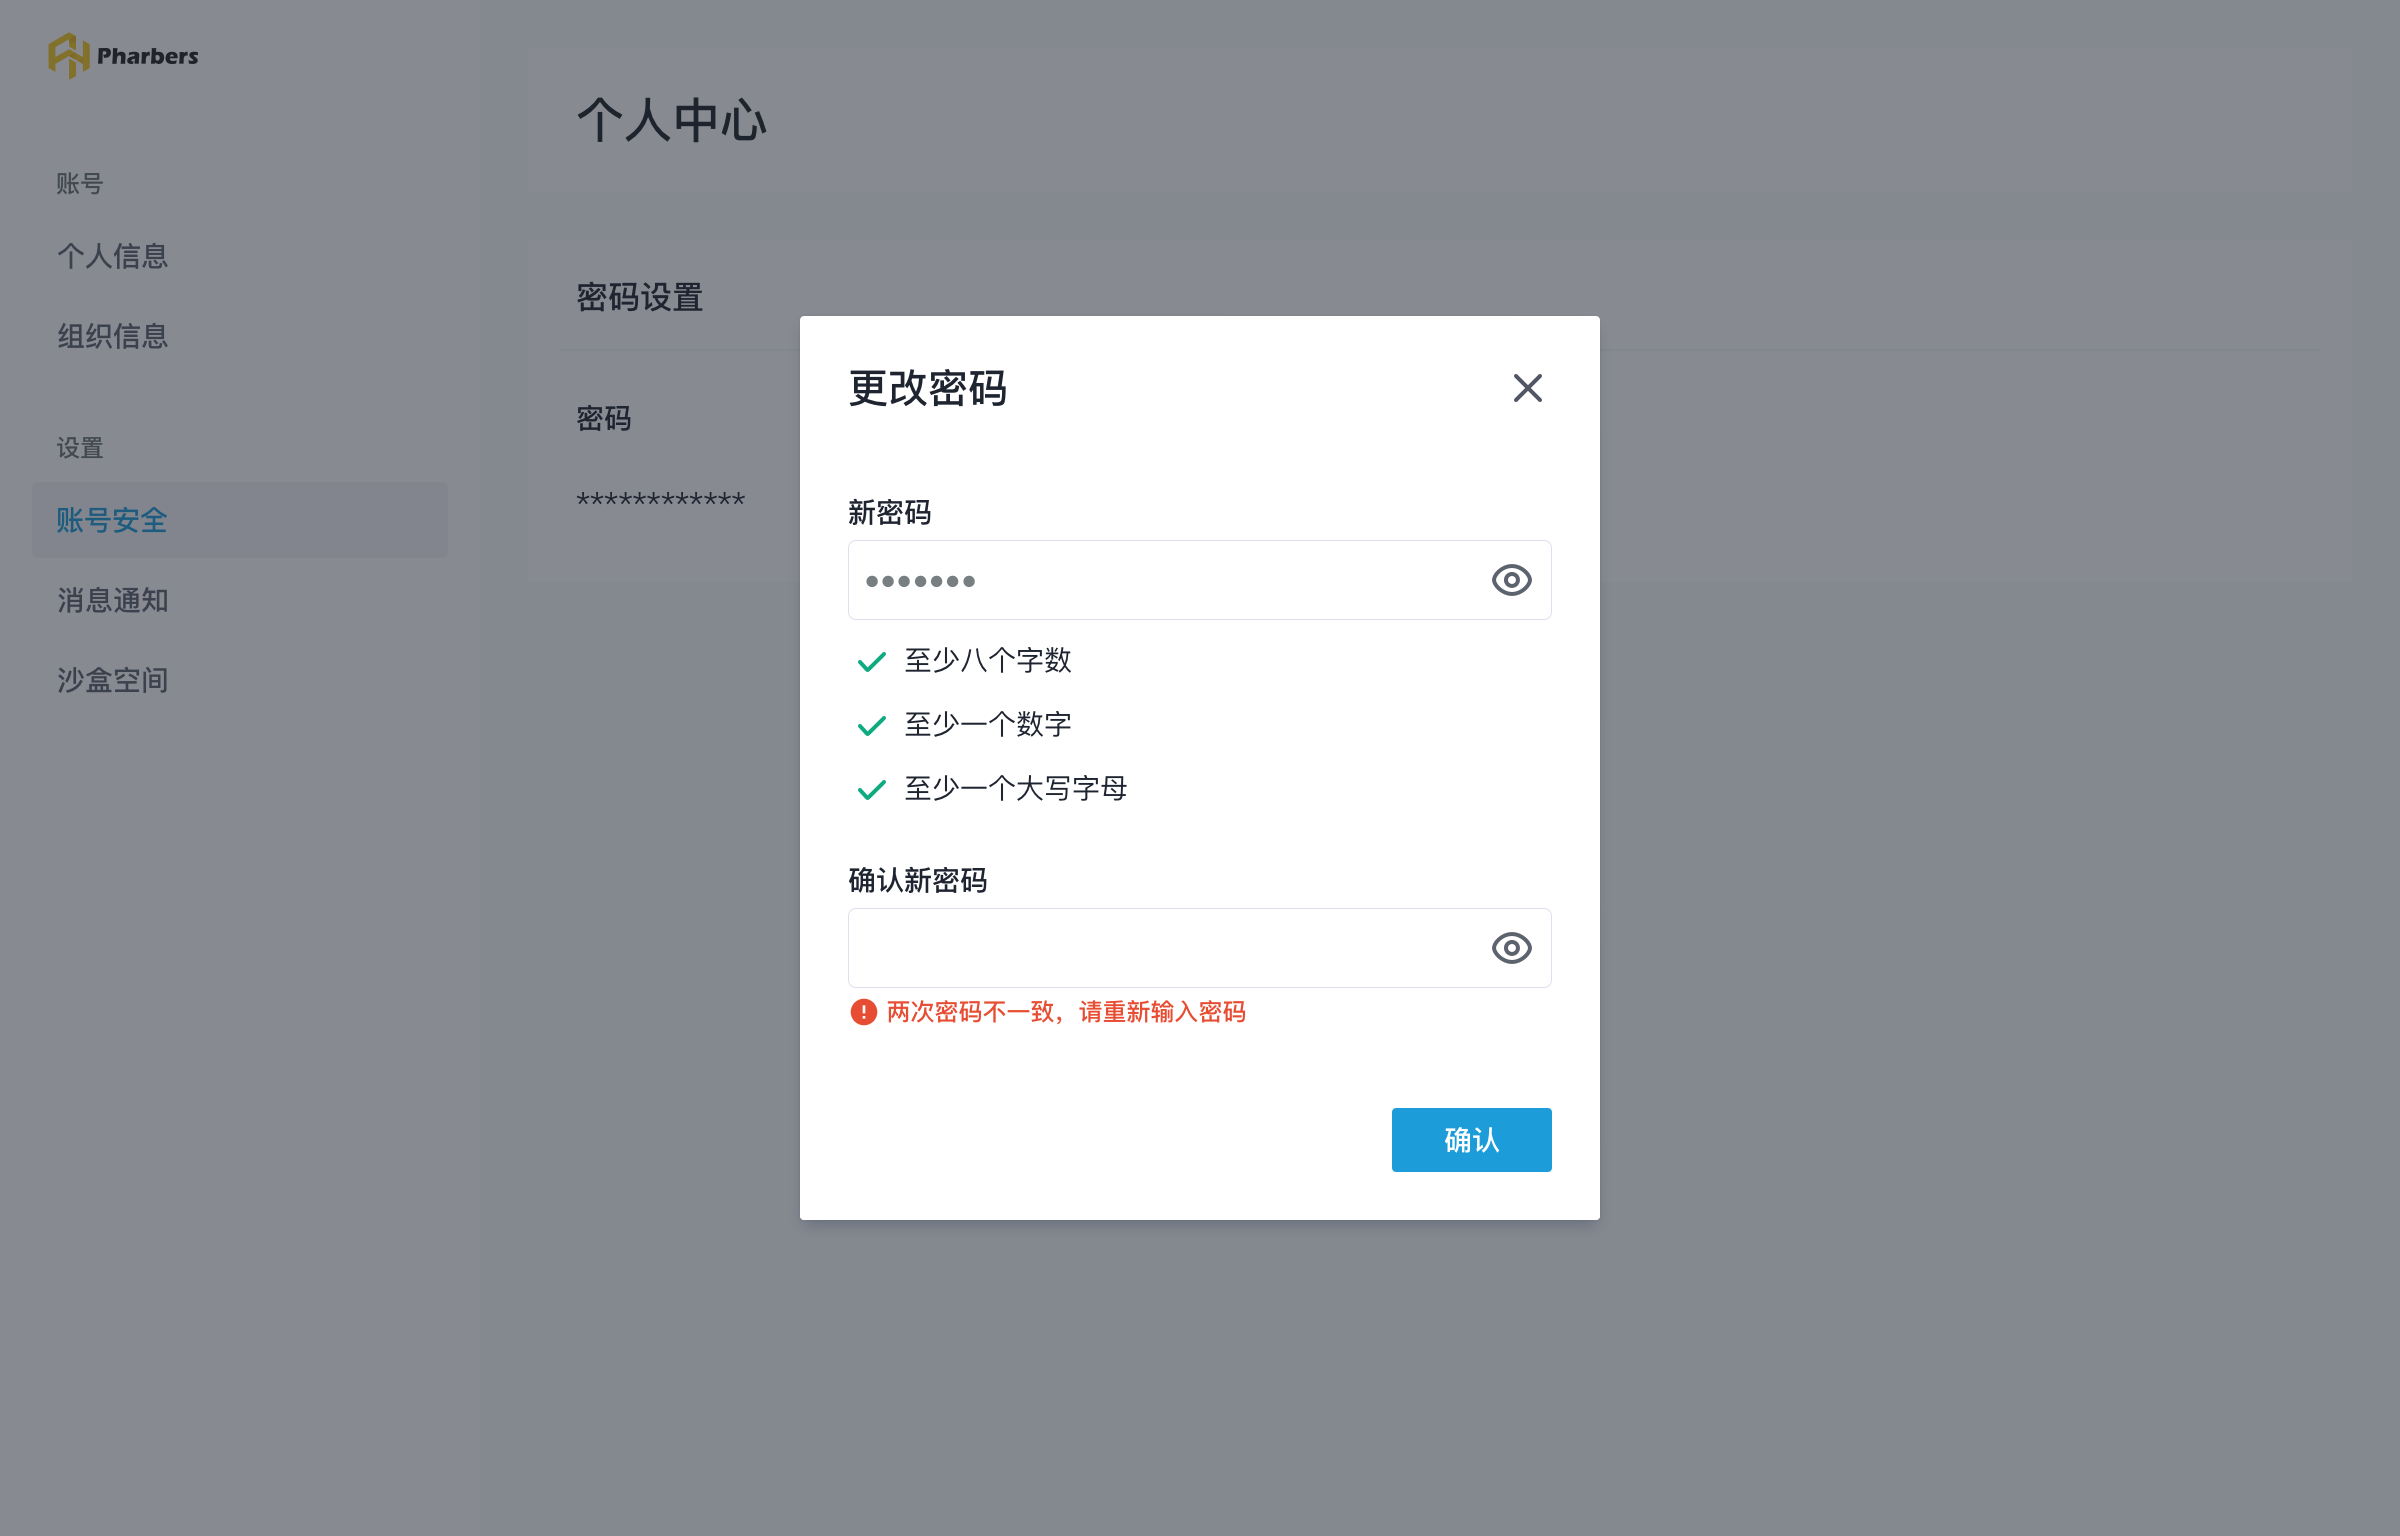 Pharbers
账号
个人信息
组织信息
设置
账号安全
消息通知
沙盒空间
个人中心
密码设置
密码
************
更改密码
新密码
•••••••
至少八个字数
至少一个数字
至少一个大写字母
确认新密码
两次密码不一致，请重新输入密码
确认